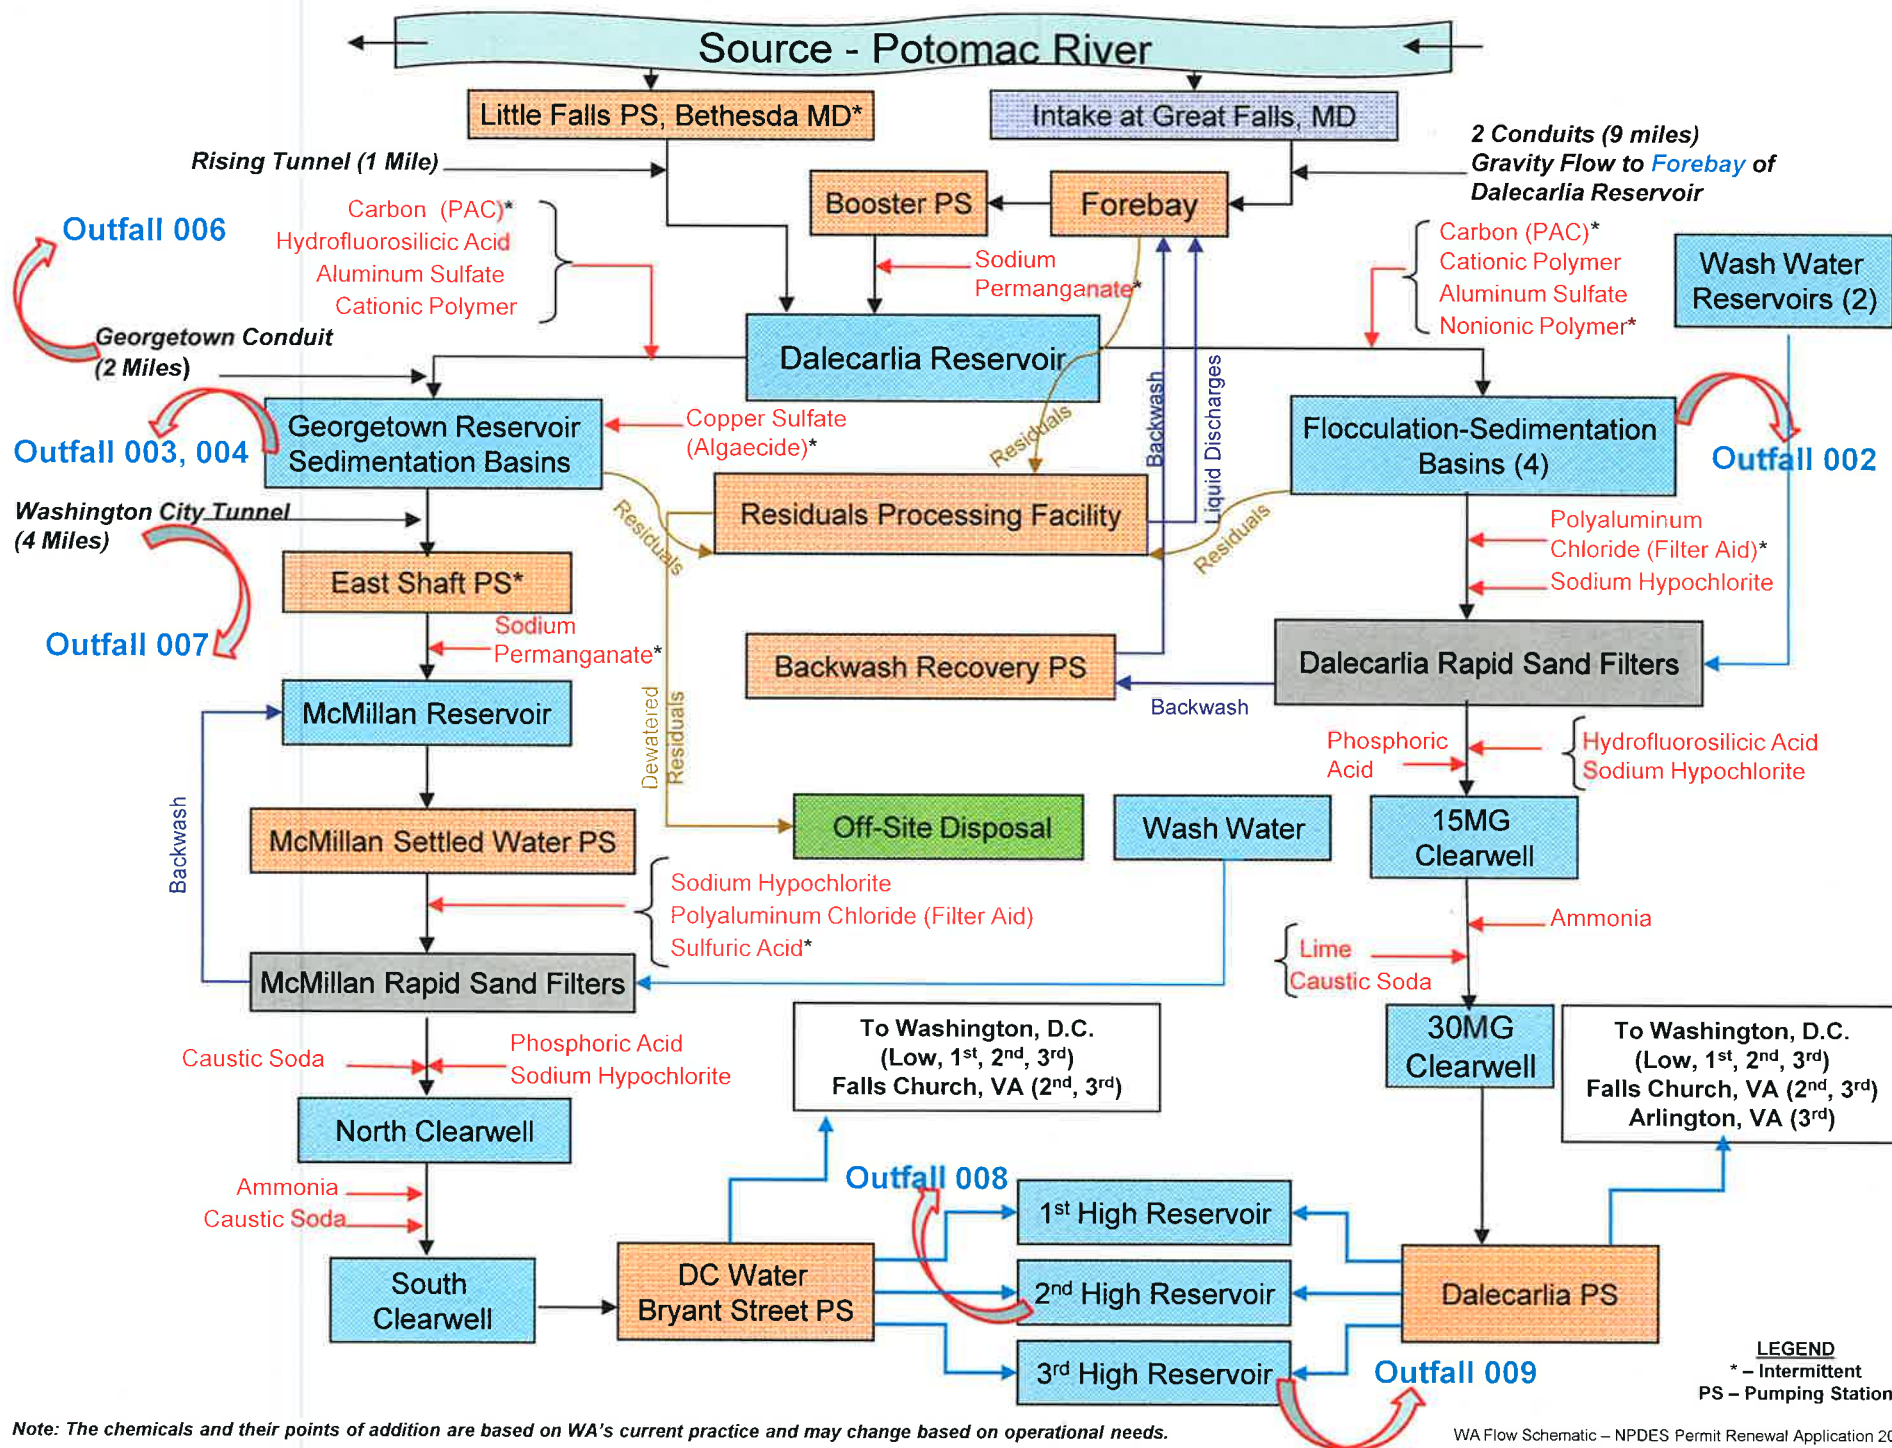 Source - Potomac River
Little Falls PS, Bethesda MD*
Intake at Great Falls, MD
2 Conduits (9 miles)
Gravity Flow to Forebay of
Dalecarlia Reservoir
Rising Tunnel (1 Mile)
Booster PS
Forebay
Outfall 006
Carbon (PAC)*
Hydrofluorosilicic Acid
Aluminum Sulfate
Cationic Polymer
Sodium
Permanganate*
Carbon (PAC)*
Cationic Polymer
Aluminum Sulfate
Nonionic Polymer*
Wash Water
Reservoirs (2)
Georgetown Conduit
(2 Miles)
Dalecarlia Reservoir
Backwash
Liquid Discharges
Residuals
Outfall 003, 004
Georgetown Reservoir
Sedimentation Basins
Copper Sulfate
(Algaecide)*
Flocculation-Sedimentation
Basins (4)
Outfall 002
Washington City Tunnel
(4 Miles)
Residuals
Residuals Processing Facility
Residuals
Polyaluminum
Chloride (Filter Aid)*
Sodium Hypochlorite
East Shaft PS*
Outfall 007
Sodium
Permanganate*
Backwash Recovery PS
Dalecarlia Rapid Sand Filters
Backwash
McMillan Reservoir
Dewatered
Residuals
Phosphoric
Acid
Hydrofluorosilicic Acid
Sodium Hypochlorite
Backwash
McMillan Settled Water PS
Off-Site Disposal
Wash Water
15MG
Clearwell
Sodium Hypochlorite
Polyaluminum Chloride (Filter Aid)
Sulfuric Acid*
Ammonia
Lime
Caustic Soda
McMillan Rapid Sand Filters
To Washington, D.C.
(Low, 1st, 2nd, 3rd)
Falls Church, VA (2nd, 3rd)
30MG
Clearwell
To Washington, D.C.
(Low, 1st, 2nd, 3rd)
Falls Church, VA (2nd, 3rd)
Arlington, VA (3rd)
Caustic Soda
Phosphoric Acid
Sodium Hypochlorite
North Clearwell
Outfall 008
Ammonia
Caustic Soda
1st High Reservoir
South
Clearwell
DC Water
Bryant Street PS
2nd High Reservoir
Dalecarlia PS
3rd High Reservoir
Outfall 009
LEGEND
* – Intermittent
PS – Pumping Station
Note: The chemicals and their points of addition are based on WA's current practice and may change based on operational needs.
WA Flow Schematic – NPDES Permit Renewal Application 20